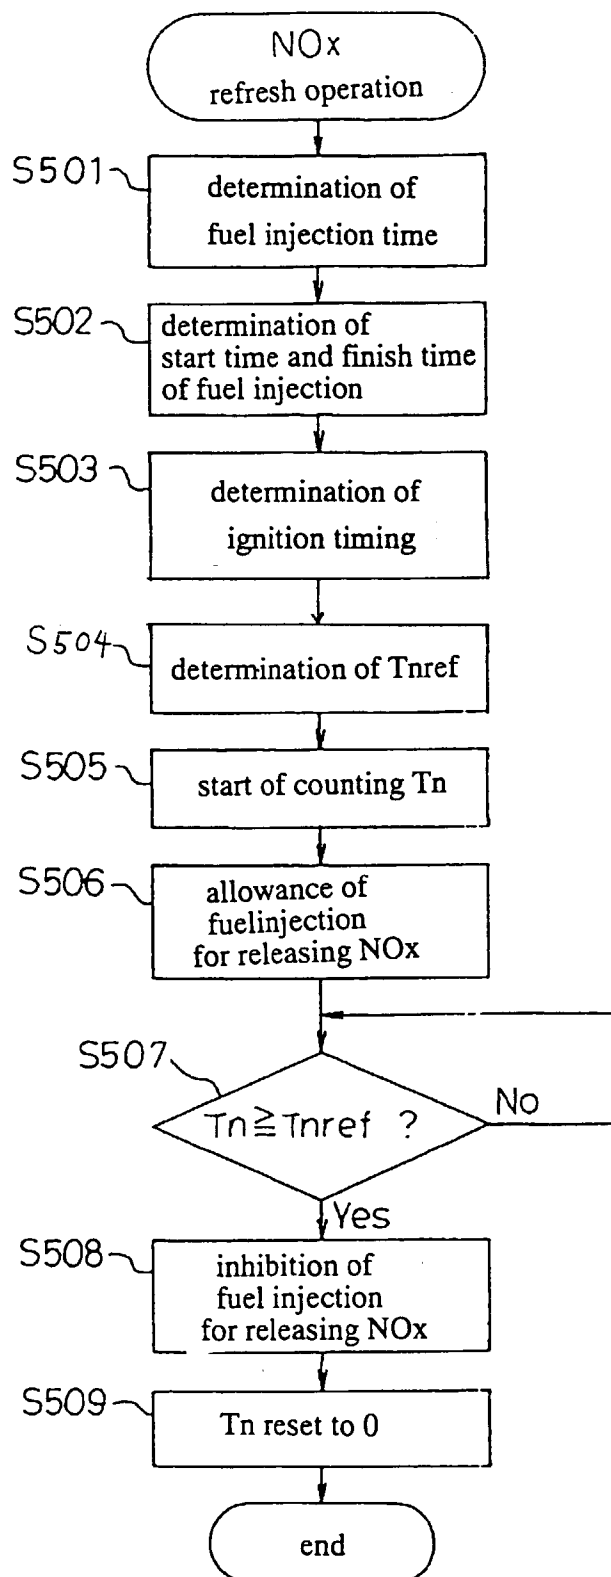 NOx
refresh operation
S501
determination of
fuel injection time
S502
determination of
start time and finish time
of fuel injection
S503
determination of
ignition timing
S504
determination of Tnref
S505
start of counting Tn
S506
allowance of
fuelinjection
for releasing NOx
S507
Tn≧Tnref ?
No
Yes
S508
inhibition of
fuel injection
for releasing NOx
S509
Tn reset to 0
end